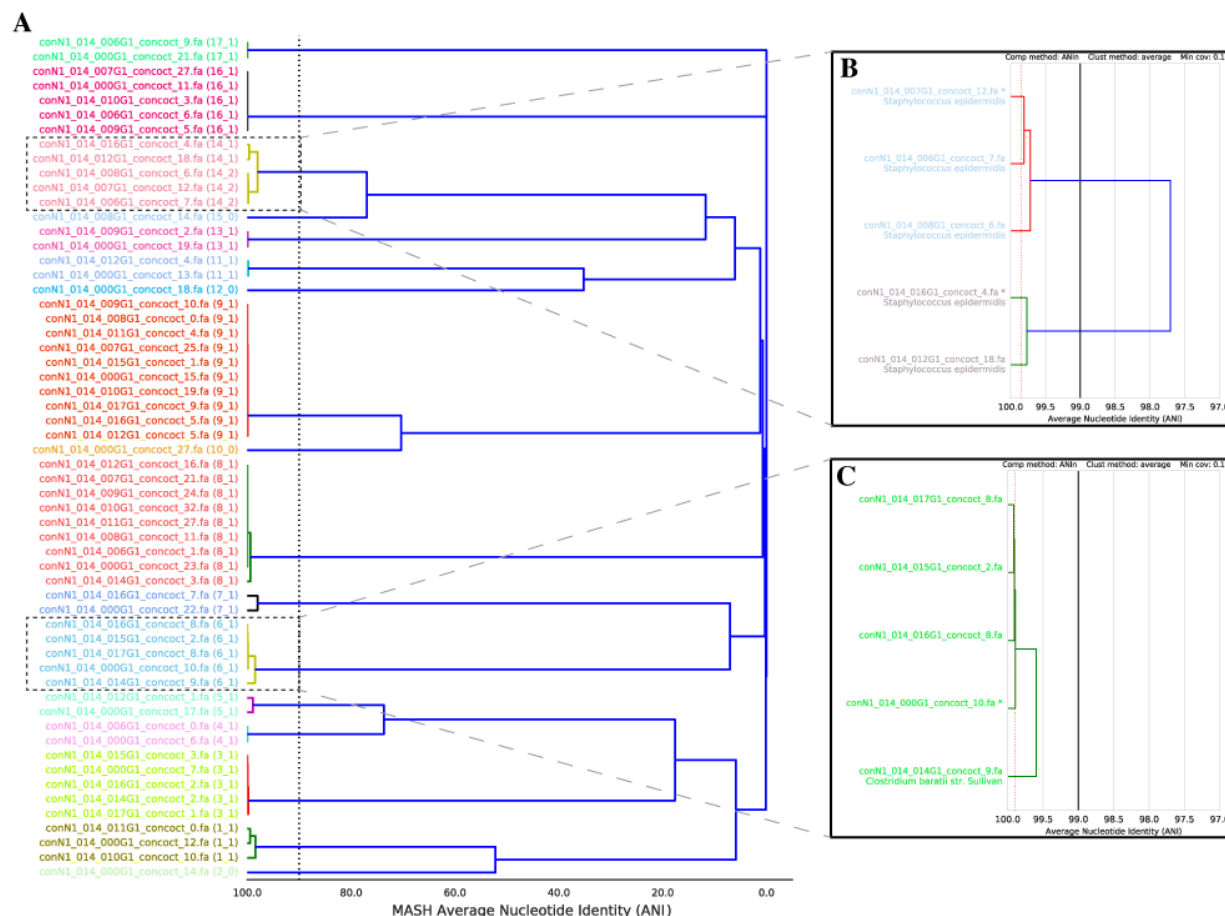 A
conN1_014_006G1_concoct_9.fa (17_1)
conN1_014_000G1_concoct_21.fa (17_1)
conN1_014_007G1_concoct_27.fa (16_1)
conN1_014_000G1_concoct_11.fa (16_1)
conN1_014_010G1_concoct_3.fa (16_1)
conN1_014_006G1_concoct_6.fa (16_1)
conN1_014_009G1_concoct_5.fa (16_1)
conN1_014_016G1_concoct_4.fa (14_1)
conN1_014_012G1_concoct_18.fa (14_1)
conN1_014_008G1_concoct_6.fa (14_2)
conN1_014_007G1_concoct_12.fa (14_2)
conN1_014_006G1_concoct_7.fa (14_2)
conN1_014_008G1_concoct_14.fa (15_0)
conN1_014_009G1_concoct_2.fa (13_1)
conN1_014_000G1_concoct_19.fa (13_1)
conN1_014_012G1_concoct_4.fa (11_1)
conN1_014_000G1_concoct_13.fa (11_1)
conN1_014_000G1_concoct_18.fa (12_0)
conN1_014_009G1_concoct_10.fa (9_1)
conN1_014_008G1_concoct_0.fa (9_1)
conN1_014_011G1_concoct_4.fa (9_1)
conN1_014_007G1_concoct_25.fa (9_1)
conN1_014_015G1_concoct_1.fa (9_1)
conN1_014_000G1_concoct_15.fa (9_1)
conN1_014_010G1_concoct_19.fa (9_1)
conN1_014_017G1_concoct_9.fa (9_1)
conN1_014_016G1_concoct_5.fa (9_1)
conN1_014_012G1_concoct_5.fa (9_1)
conN1_014_000G1_concoct_27.fa (10_0)
conN1_014_012G1_concoct_16.fa (8_1)
conN1_014_007G1_concoct_21.fa (8_1)
conN1_014_009G1_concoct_24.fa (8_1)
conN1_014_010G1_concoct_32.fa (8_1)
conN1_014_011G1_concoct_27.fa (8_1)
conN1_014_008G1_concoct_11.fa (8_1)
conN1_014_006G1_concoct_1.fa (8_1)
conN1_014_000G1_concoct_23.fa (8_1)
conN1_014_014G1_concoct_3.fa (8_1)
conN1_014_016G1_concoct_7.fa (7_1)
conN1_014_000G1_concoct_22.fa (7_1)
conN1_014_016G1_concoct_8.fa (6_1)
conN1_014_015G1_concoct_2.fa (6_1)
conN1_014_017G1_concoct_8.fa (6_1)
conN1_014_000G1_concoct_10.fa (6_1)
conN1_014_014G1_concoct_9.fa (6_1)
conN1_014_012G1_concoct_1.fa (5_1)
conN1_014_000G1_concoct_17.fa (5_1)
conN1_014_006G1_concoct_0.fa (4_1)
conN1_014_000G1_concoct_6.fa (4_1)
conN1_014_015G1_concoct_3.fa (3_1)
conN1_014_000G1_concoct_7.fa (3_1)
conN1_014_016G1_concoct_2.fa (3_1)
conN1_014_014G1_concoct_2.fa (3_1)
conN1_014_017G1_concoct_1.fa (3_1)
conN1_014_011G1_concoct_0.fa (1_1)
conN1_014_000G1_concoct_12.fa (1_1)
conN1_014_010G1_concoct_10.fa (1_1)
conN1_014_000G1_concoct_14.fa (2_0)
100.0 80.0 60.0 40.0 20.0 0.0
MASH Average Nucleotide Identity (ANI)
B
Comp method: ANIn Clust method: average Min cov: 0.1
conN1_014_007G1_concoct_12.fa *
Staphylococcus epidermidis
conN1_014_006G1_concoct_7.fa
Staphylococcus epidermidis
conN1_014_008G1_concoct_6.fa
Staphylococcus epidermidis
conN1_014_016G1_concoct_4.fa *
Staphylococcus epidermidis
conN1_014_012G1_concoct_18.fa
Staphylococcus epidermidis
100.0 99.5 99.0 98.5 98.0 97.5 97.0
Average Nucleotide Identity (ANI)
C
Comp method: ANIn Clust method: average Min cov: 0.1
conN1_014_017G1_concoct_8.fa
conN1_014_015G1_concoct_2.fa
conN1_014_016G1_concoct_8.fa
conN1_014_000G1_concoct_10.fa *
conN1_014_014G1_concoct_9.fa
Clostridium baratii str. Sullivan
100.0 99.5 99.0 98.5 98.0 97.5 97.0
Average Nucleotide Identity (ANI)